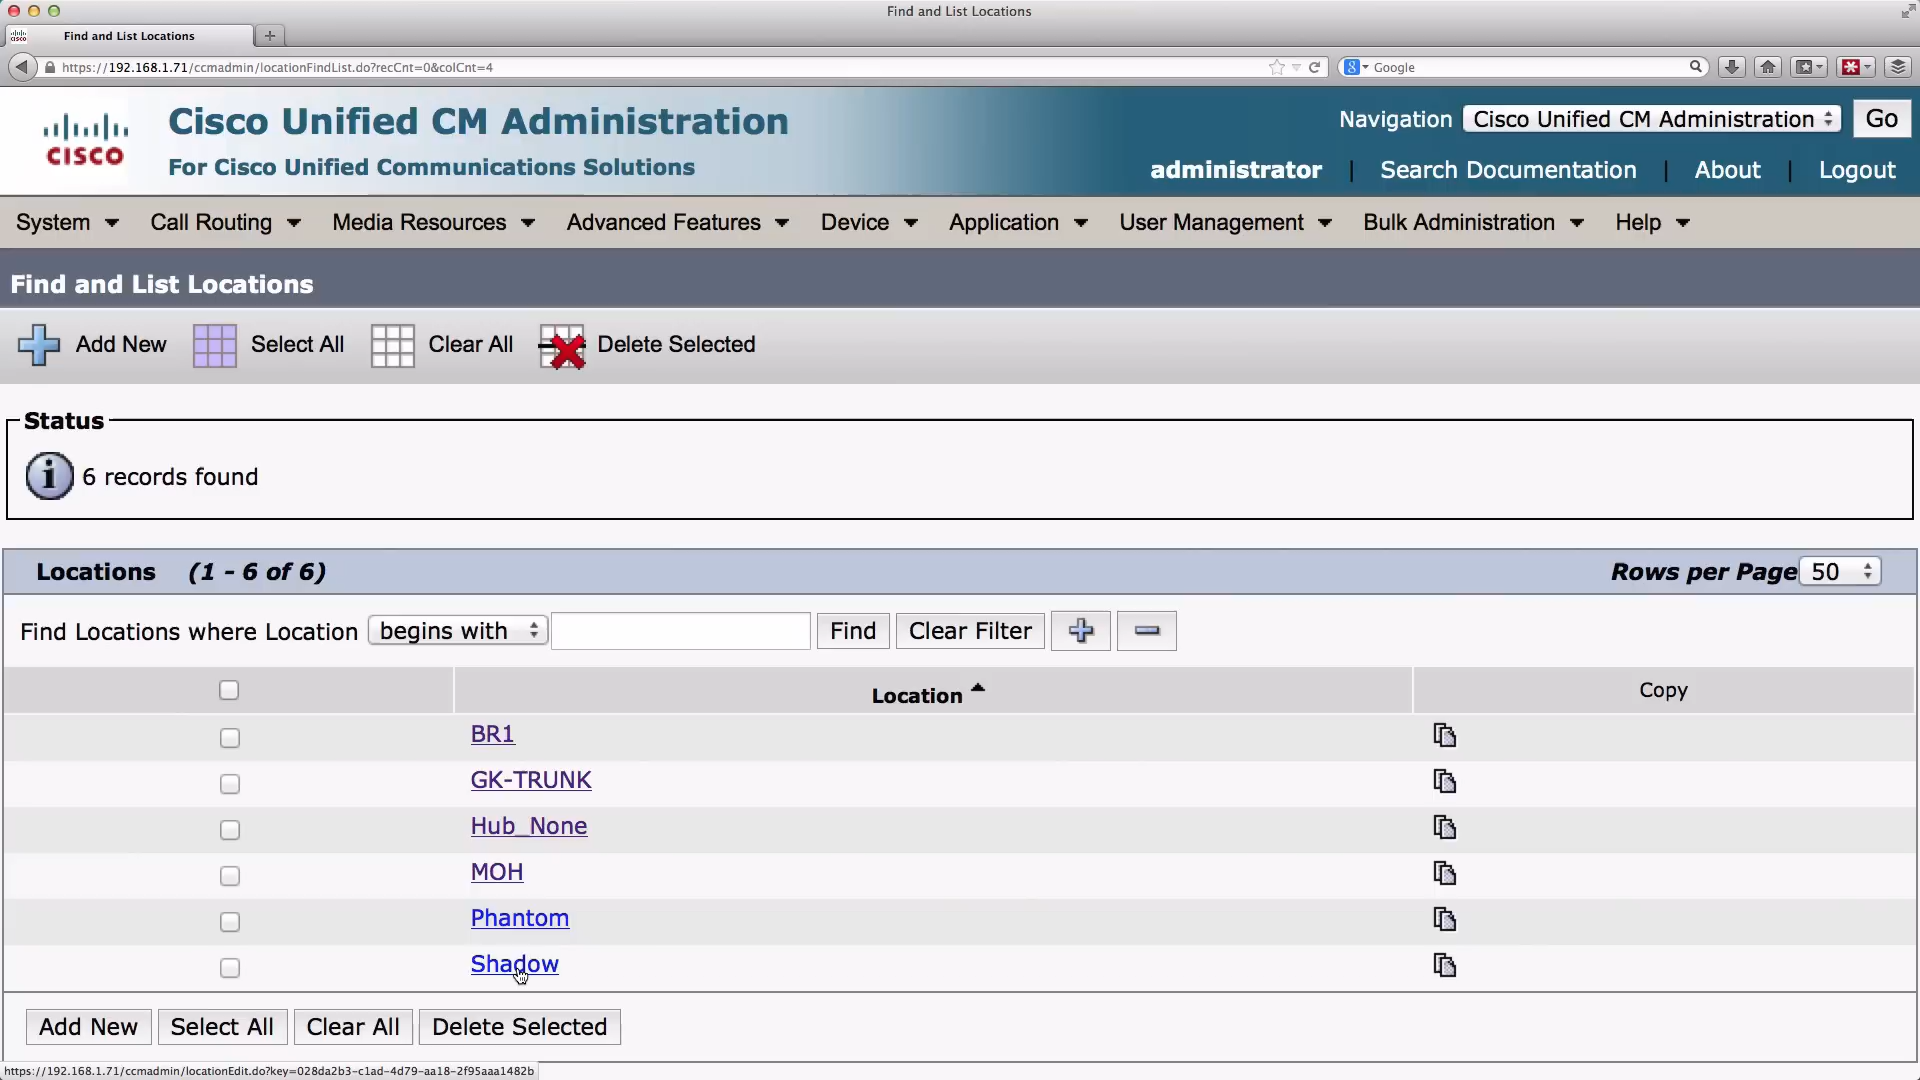 Find and List Locations
Find and List Locations
https://192.168.1.71/ccmadmin/locationFindList.do?recCnt=0&colCnt=4
Google
CISCO
Cisco Unified CM Administration
For Cisco Unified Communications Solutions
Navigation Cisco Unified CM Administration Go
administrator | Search Documentation | About | Logout
System Call Routing Media Resources Advanced Features Device Application User Management Bulk Administration Help
Find and List Locations
Add New Select All Clear All Delete Selected
Status
6 records found
Locations (1 - 6 of 6) Rows per Page 50
Find Locations where Location begins with Find Clear Filter
Location Copy
BR1
GK-TRUNK
Hub_None
MOH
Phantom
Shadow
Add New Select All Clear All Delete Selected
https://192.168.1.71/ccmadmin/locationEdit.do?key=028da2b3-c1ad-4d79-aa18-2f95aaa1482b